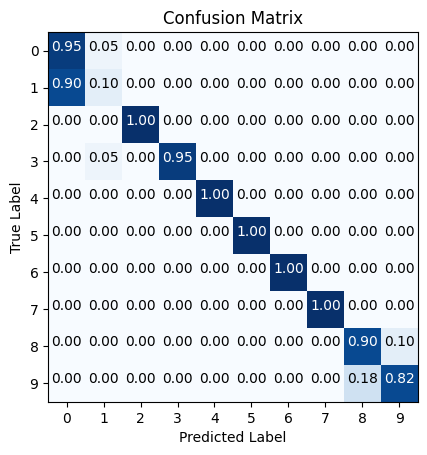 Confusion Matrix
0 0.95 0.05 0.00 0.00 0.00 0.00 0.00 0.00 0.00 0.00
1 0.90 0.10 0.00 0.00 0.00 0.00 0.00 0.00 0.00 0.00
2 0.00 0.00 1.00 0.00 0.00 0.00 0.00 0.00 0.00 0.00
3 0.00 0.05 0.00 0.95 0.00 0.00 0.00 0.00 0.00 0.00
4 0.00 0.00 0.00 0.00 1.00 0.00 0.00 0.00 0.00 0.00
5 0.00 0.00 0.00 0.00 0.00 1.00 0.00 0.00 0.00 0.00
6 0.00 0.00 0.00 0.00 0.00 0.00 1.00 0.00 0.00 0.00
7 0.00 0.00 0.00 0.00 0.00 0.00 0.00 1.00 0.00 0.00
8 0.00 0.00 0.00 0.00 0.00 0.00 0.00 0.00 0.90 0.10
9 0.00 0.00 0.00 0.00 0.00 0.00 0.00 0.00 0.18 0.82
0 1 2 3 4 5 6 7 8 9
True Label
Predicted Label